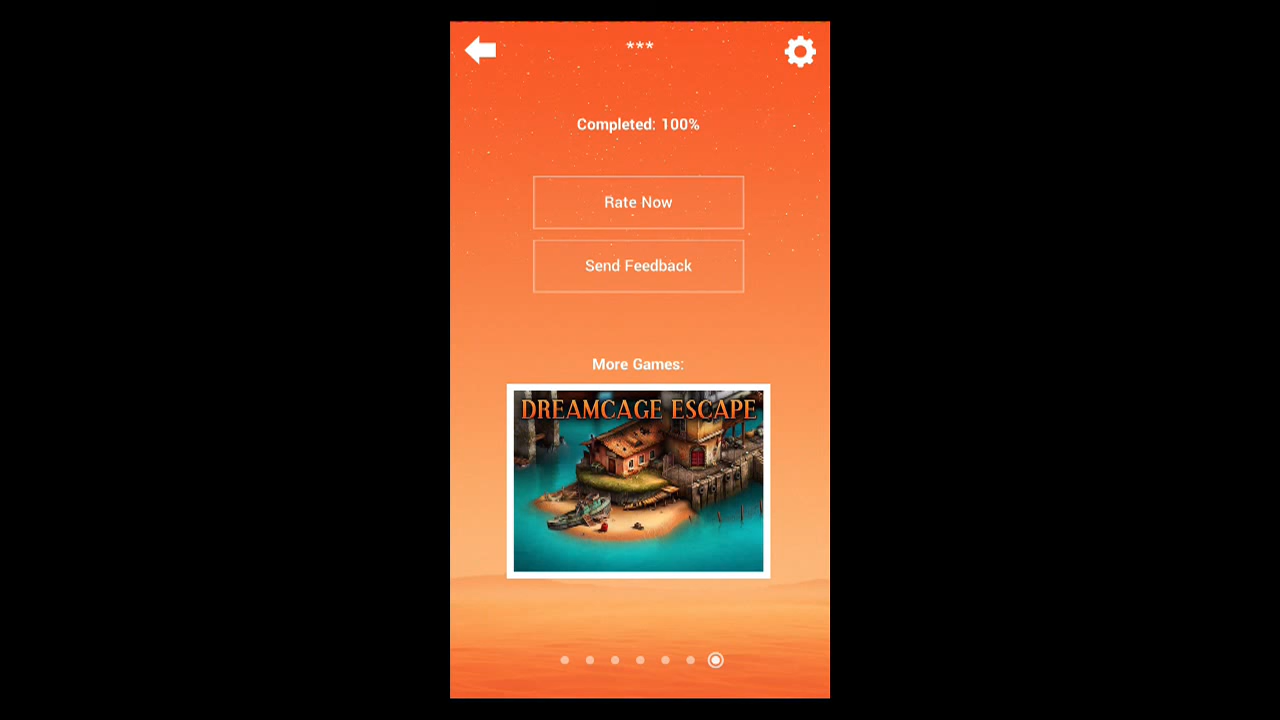 ***
Completed: 100%
Rate Now
Send Feedback
More Games:
DREAMCAGE ESCAPE